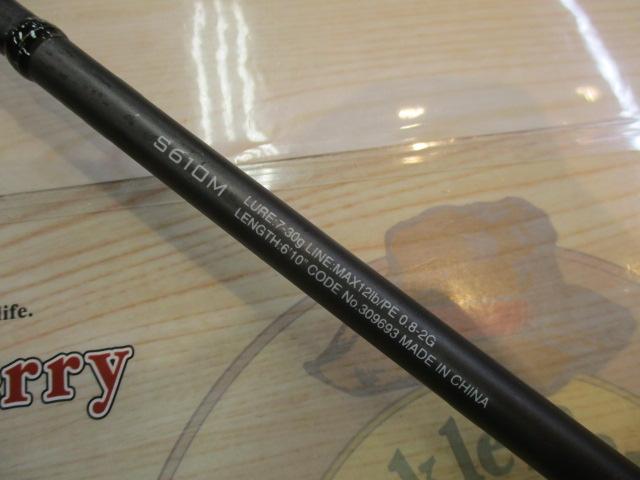 S610M
LURE:7-30g LINE:MAX12lb/PE 0.8-2G
LENGTH:6'10" CODE No.309693 MADE IN CHINA
life.
rry
kle